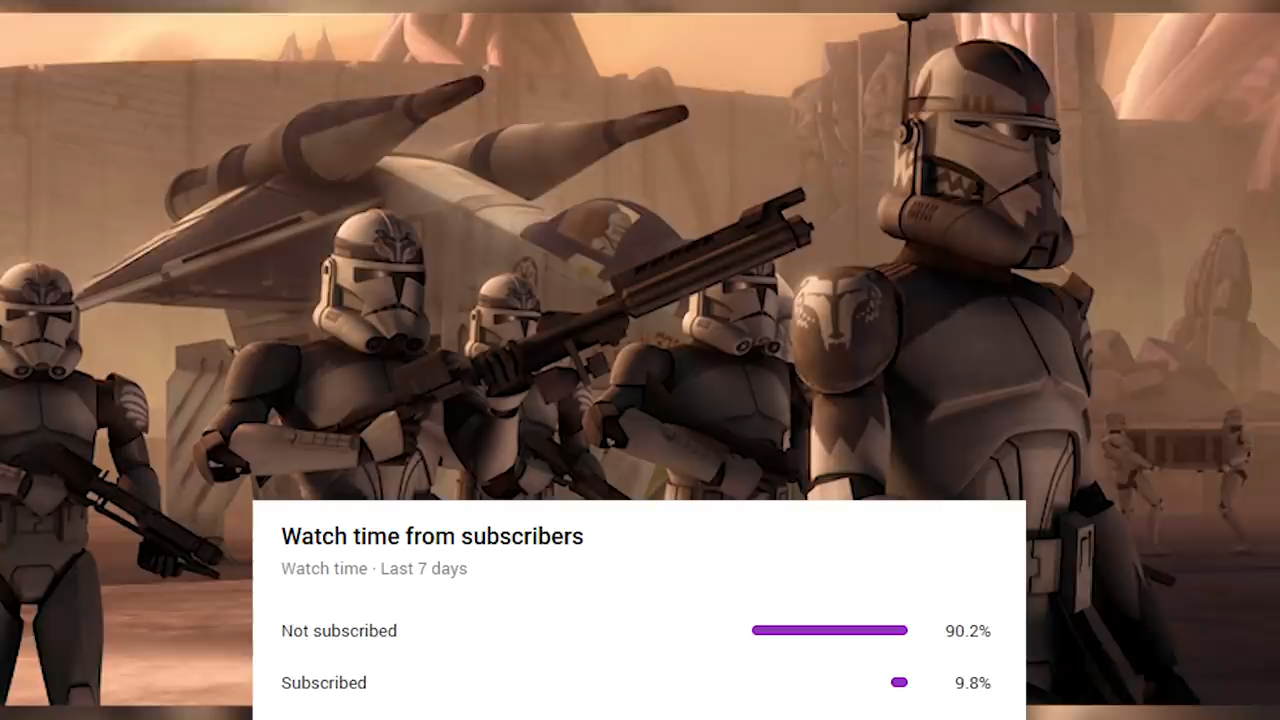 Watch time from subscribers
Watch time · Last 7 days
Not subscribed 90.2%
Subscribed 9.8%